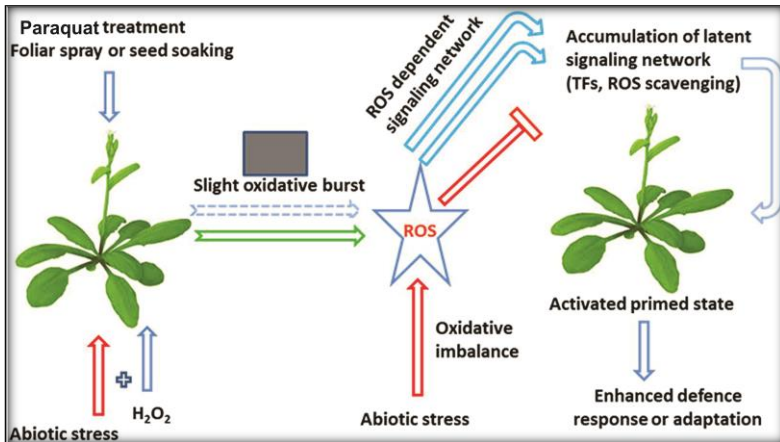 Paraquat treatment
Foliar spray or seed soaking
Slight oxidative burst
ROS dependent
signaling network
ROS
Accumulation of latent
signaling network
(TFs, ROS scavenging)
Activated primed state
Oxidative
imbalance
Enhanced defence
response or adaptation
H₂O₂
Abiotic stress
Abiotic stress